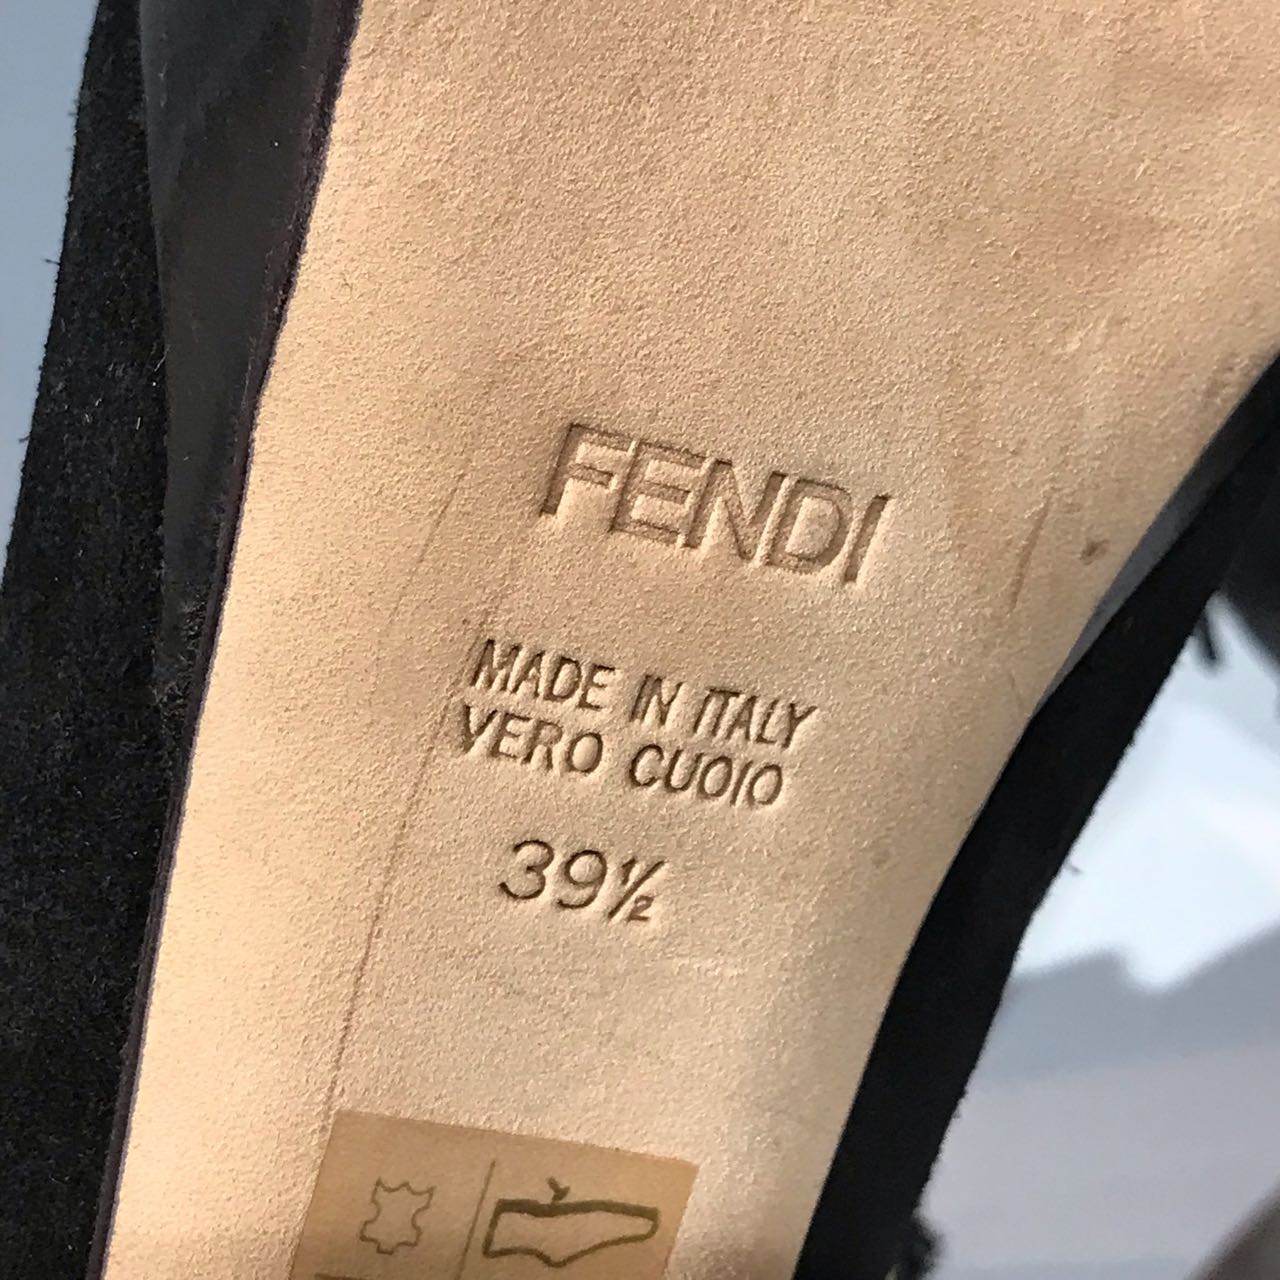 FENDI
MADE IN ITALY
VERO CUOIO
39½